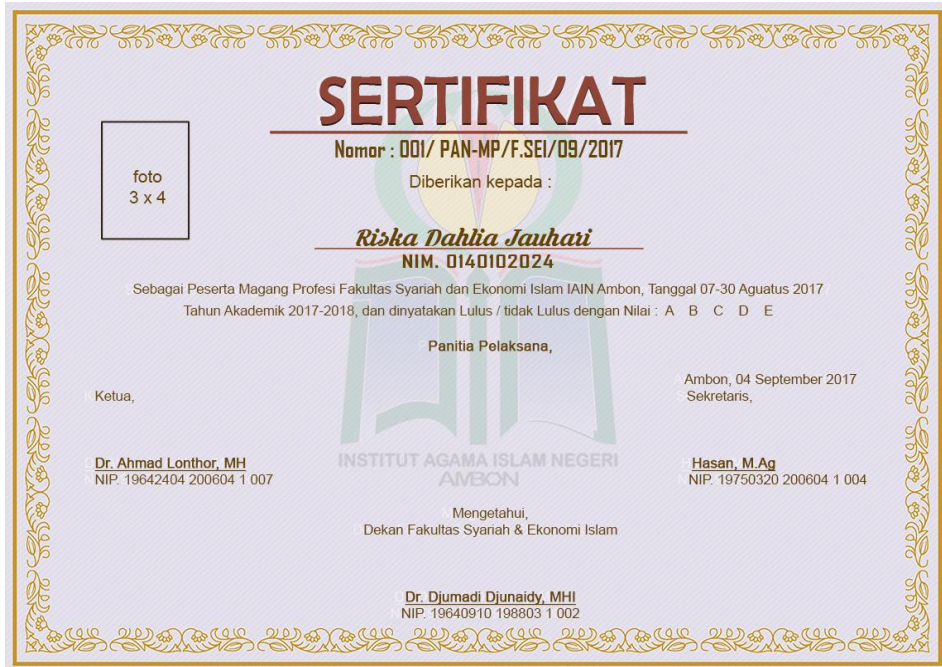 SERTIFIKAT
Nomor : 001/ PAN-MP/F.SEI/09/2017
Diberikan kepada :
foto
3 x 4
Riska Dahlia Jauhari
NIM. 0140102024
Sebagai Peserta Magang Profesi Fakultas Syariah dan Ekonomi Islam IAIN Ambon, Tanggal 07-30 Aguatus 2017
Tahun Akademik 2017-2018, dan dinyatakan Lulus / tidak Lulus dengan Nilai : A B C D E
Panitia Pelaksana,
Ambon, 04 September 2017
Ketua,
Sekretaris,
INSTITUT AGAMA ISLAM NEGERI
AMBON
Dr. Ahmad Lonthor, MH
NIP. 19642404 200604 1 007
Hasan, M.Ag
NIP. 19750320 200604 1 004
Mengetahui,
Dekan Fakultas Syariah & Ekonomi Islam
Dr. Djumadi Djunaidy, MHI
NIP. 19640910 198803 1 002